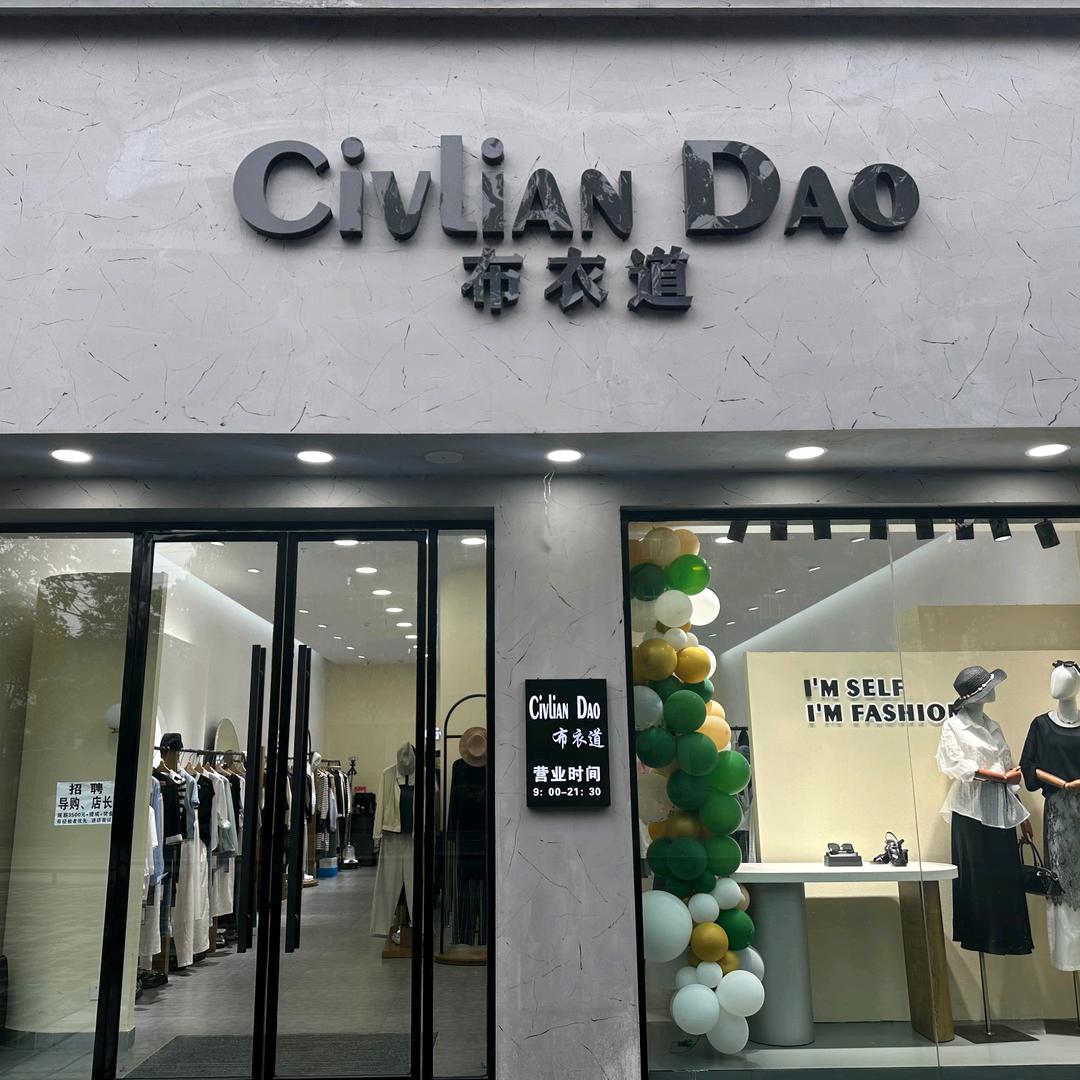 Civlian Dao
布衣道
I'M SELF
I'M FASHION
Civlian Dao
布衣道
营业时间
9:00-21:30
招聘
导购、店长